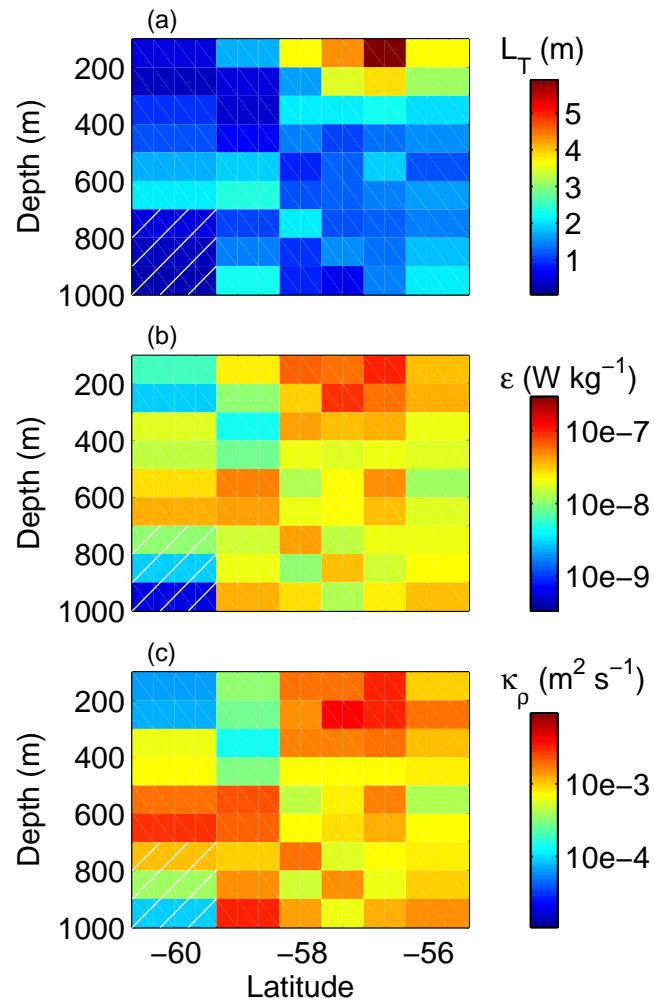 (a)
L_T (m)
Depth (m)
200
400
600
800
1000
5
4
3
2
1
(b)
ε (W kg⁻¹)
Depth (m)
200
400
600
800
1000
10e−7
10e−8
10e−9
(c)
κ_ρ (m² s⁻¹)
Depth (m)
200
400
600
800
1000
10e−3
10e−4
−60
−58
−56
Latitude